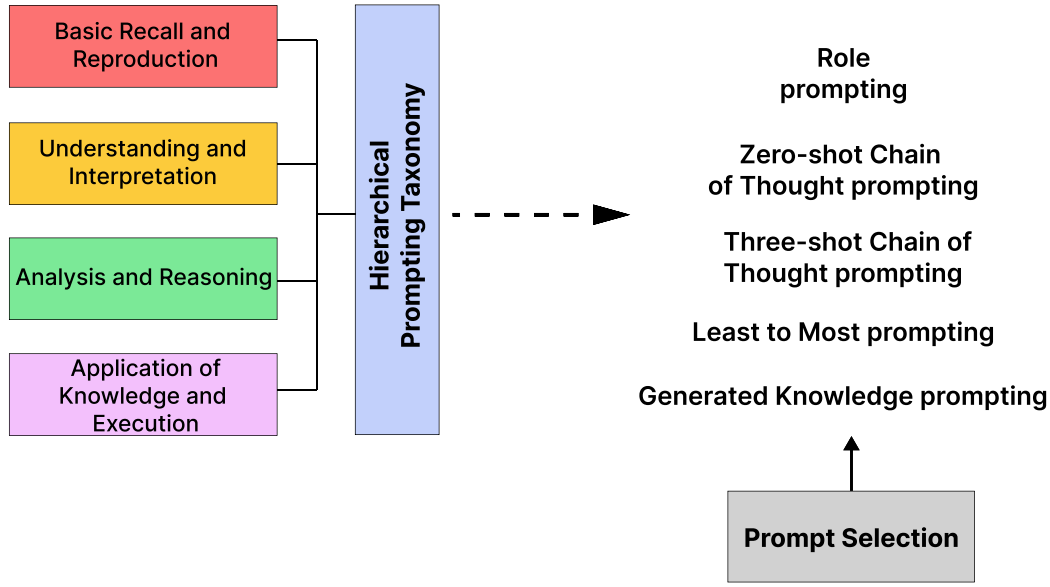 Basic Recall and
Reproduction
Understanding and
Interpretation
Analysis and Reasoning
Application of
Knowledge and
Execution
Hierarchical
Prompting Taxonomy
Role
prompting
Zero-shot Chain
of Thought prompting
Three-shot Chain of
Thought prompting
Least to Most prompting
Generated Knowledge prompting
Prompt Selection